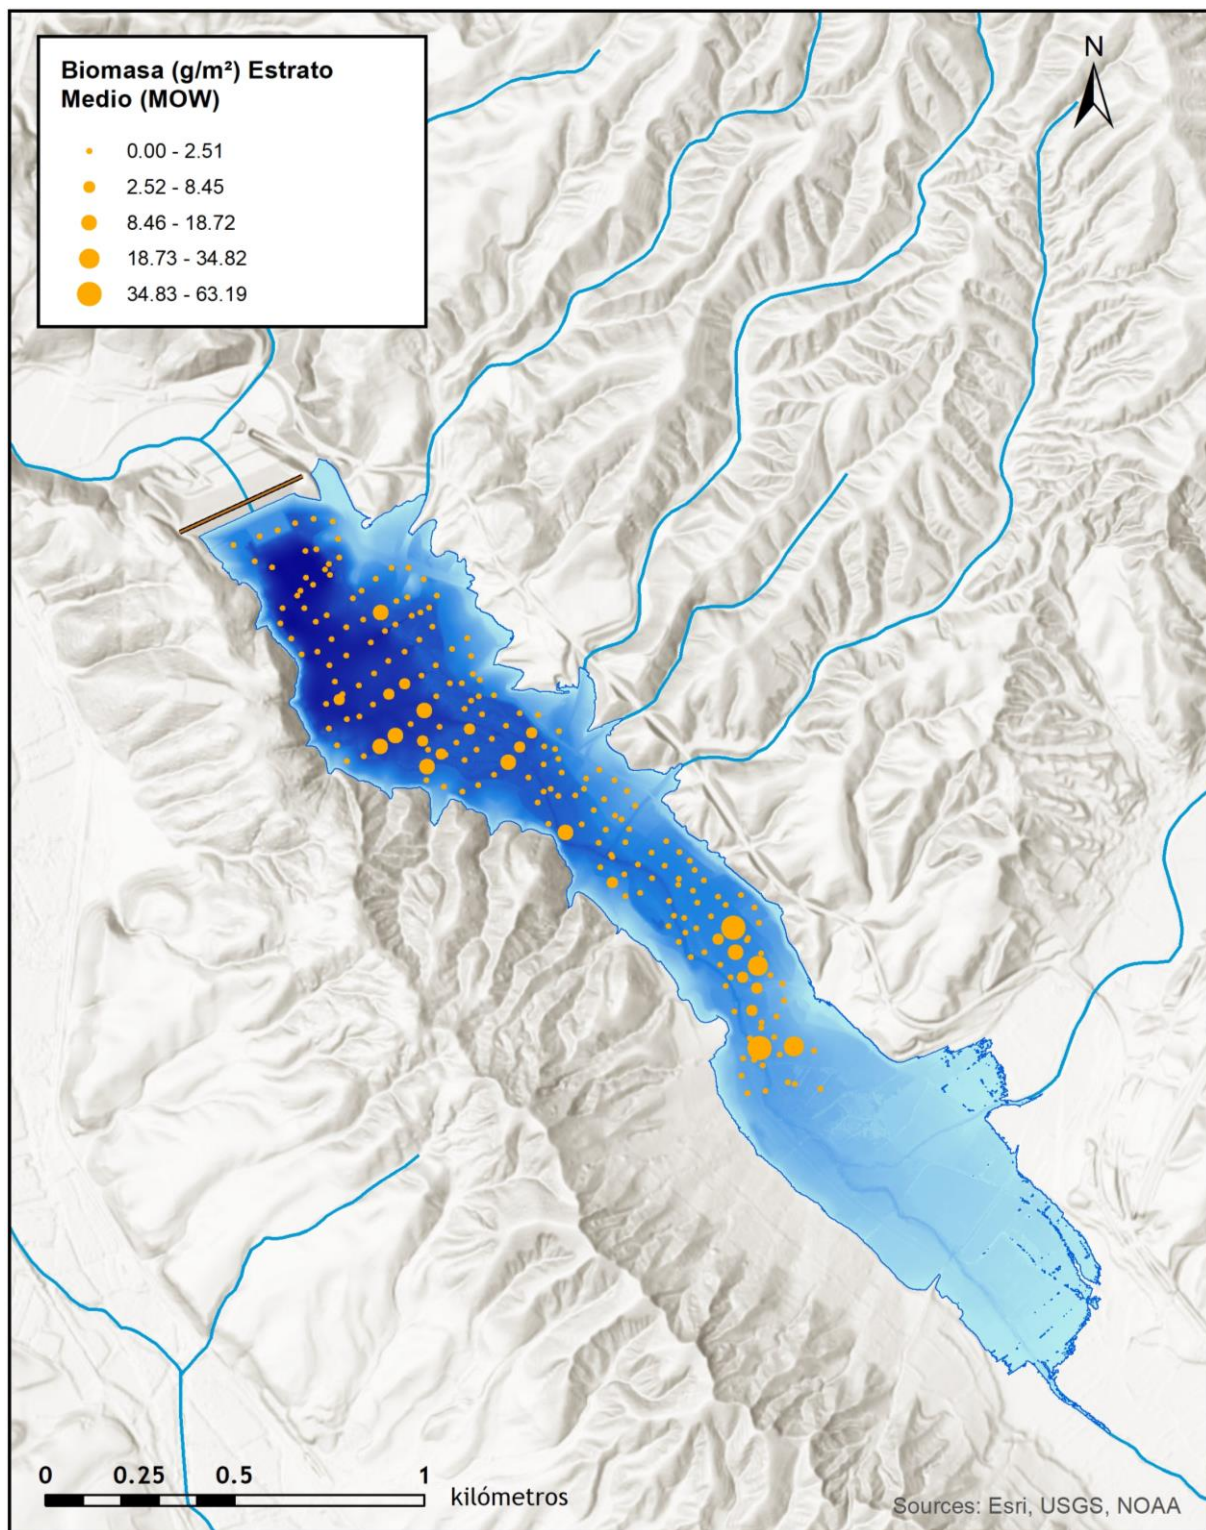 Biomasa (g/m²) Estrato
Medio (MOW)
0.00 - 2.51
2.52 - 8.45
8.46 - 18.72
18.73 - 34.82
34.83 - 63.19
N
0 0.25 0.5 1
kilómetros
Sources: Esri, USGS, NOAA